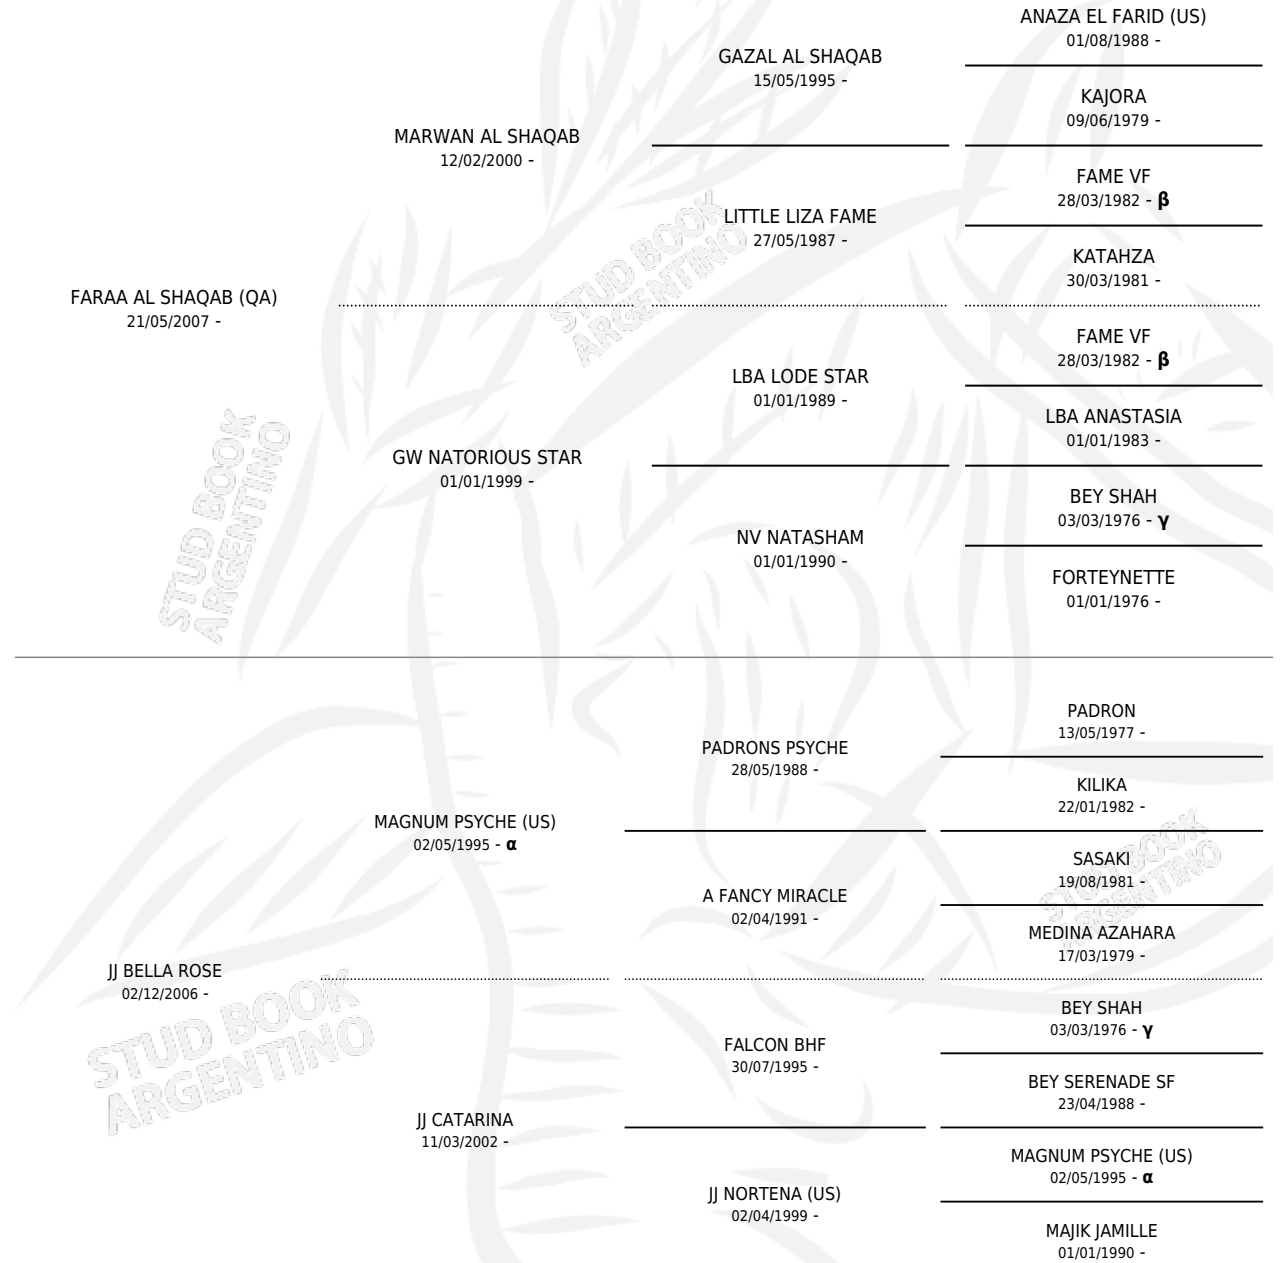 ANAZA EL FARID (US)
01/08/1988 -
GAZAL AL SHAQAB
15/05/1995 -
KAJORA
09/06/1979 -
MARWAN AL SHAQAB
12/02/2000 -
FAME VF
28/03/1982 - β
LITTLE LIZA FAME
27/05/1987 -
KATAHZA
30/03/1981 -
FARAA AL SHAQAB (QA)
21/05/2007 -
FAME VF
28/03/1982 - β
LBA LODE STAR
01/01/1989 -
LBA ANASTASIA
01/01/1983 -
GW NATORIOUS STAR
01/01/1999 -
BEY SHAH
03/03/1976 - γ
NV NATASHAM
01/01/1990 -
FORTEYNETTE
01/01/1976 -
PADRON
13/05/1977 -
PADRONS PSYCHE
28/05/1988 -
KILIKA
22/01/1982 -
MAGNUM PSYCHE (US)
02/05/1995 - α
SASAKI
19/08/1981 -
A FANCY MIRACLE
02/04/1991 -
MEDINA AZAHARA
17/03/1979 -
JJ BELLA ROSE
02/12/2006 -
BEY SHAH
03/03/1976 - γ
FALCON BHF
30/07/1995 -
BEY SERENADE SF
23/04/1988 -
JJ CATARINA
11/03/2002 -
MAGNUM PSYCHE (US)
02/05/1995 - α
JJ NORTENA (US)
02/04/1999 -
MAJIK JAMILLE
01/01/1990 -
STUD BOOK
ARGENTINO
STUD BOOK
ARGENTINO
STUD BOOK
ARGENTINO
STUD BOOK
ARGENTINO